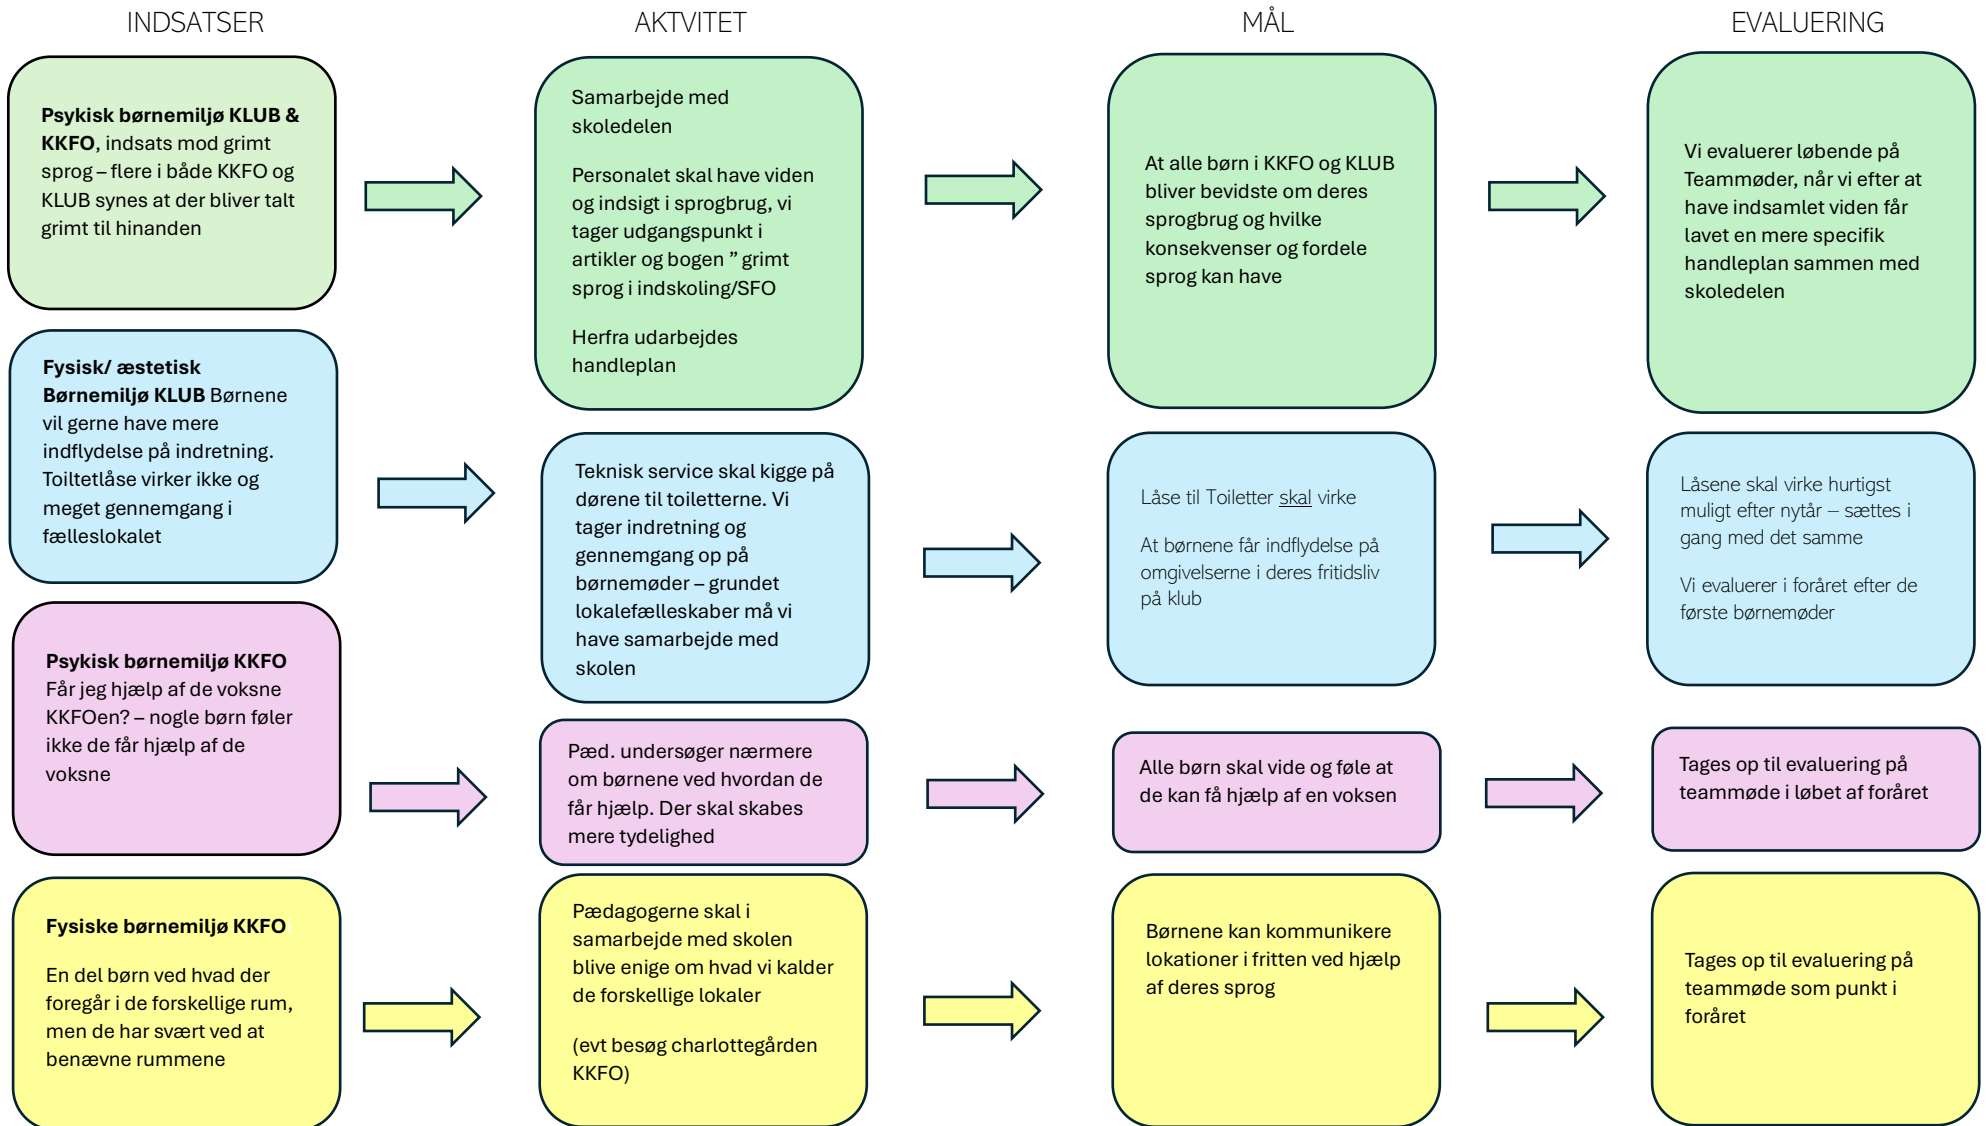 INDSATSER
AKTVITET
MÅL
EVALUERING
Psykisk børnemiljø KLUB &
KKFO, indsats mod grimt
sprog – flere i både KKFO og
KLUB synes at der bliver talt
grimt til hinanden
Samarbejde med
skoledelen
Personalet skal have viden
og indsigt i sprogbrug, vi
tager udgangspunkt i
artikler og bogen ” grimt
sprog i indskoling/SFO
Herfra udarbejdes
handleplan
At alle børn i KKFO og KLUB
bliver bevidste om deres
sprogbrug og hvilke
konsekvenser og fordele
sprog kan have
Vi evaluerer løbende på
Teammøder, når vi efter at
have indsamlet viden får
lavet en mere specifik
handleplan sammen med
skoledelen
Fysisk/ æstetisk
Børnemiljø KLUB Børnene
vil gerne have mere
indflydelse på indretning.
Toiltetlåse virker ikke og
meget gennemgang i
fælleslokalet
Teknisk service skal kigge på
dørene til toiletterne. Vi
tager indretning og
gennemgang op på
børnemøder – grundet
lokalefælleskaber må vi
have samarbejde med
skolen
Låse til Toiletter skal virke
At børnene får indflydelse på
omgivelserne i deres fritidsliv
på klub
Låsene skal virke hurtigst
muligt efter nytår – sættes i
gang med det samme
Vi evaluerer i foråret efter de
første børnemøder
Psykisk børnemiljø KKFO
Får jeg hjælp af de voksne
KKFOen? – nogle børn føler
ikke de får hjælp af de
voksne
Pæd. undersøger nærmere
om børnene ved hvordan de
får hjælp. Der skal skabes
mere tydelighed
Alle børn skal vide og føle at
de kan få hjælp af en voksen
Tages op til evaluering på
teammøde i løbet af foråret
Fysiske børnemiljø KKFO
En del børn ved hvad der
foregår i de forskellige rum,
men de har svært ved at
benævne rummene
Pædagogerne skal i
samarbejde med skolen
blive enige om hvad vi kalder
de forskellige lokaler
(evt besøg charlottegården
KKFO)
Børnene kan kommunikere
lokationer i fritten ved hjælp
af deres sprog
Tages op til evaluering på
teammøde som punkt i
foråret